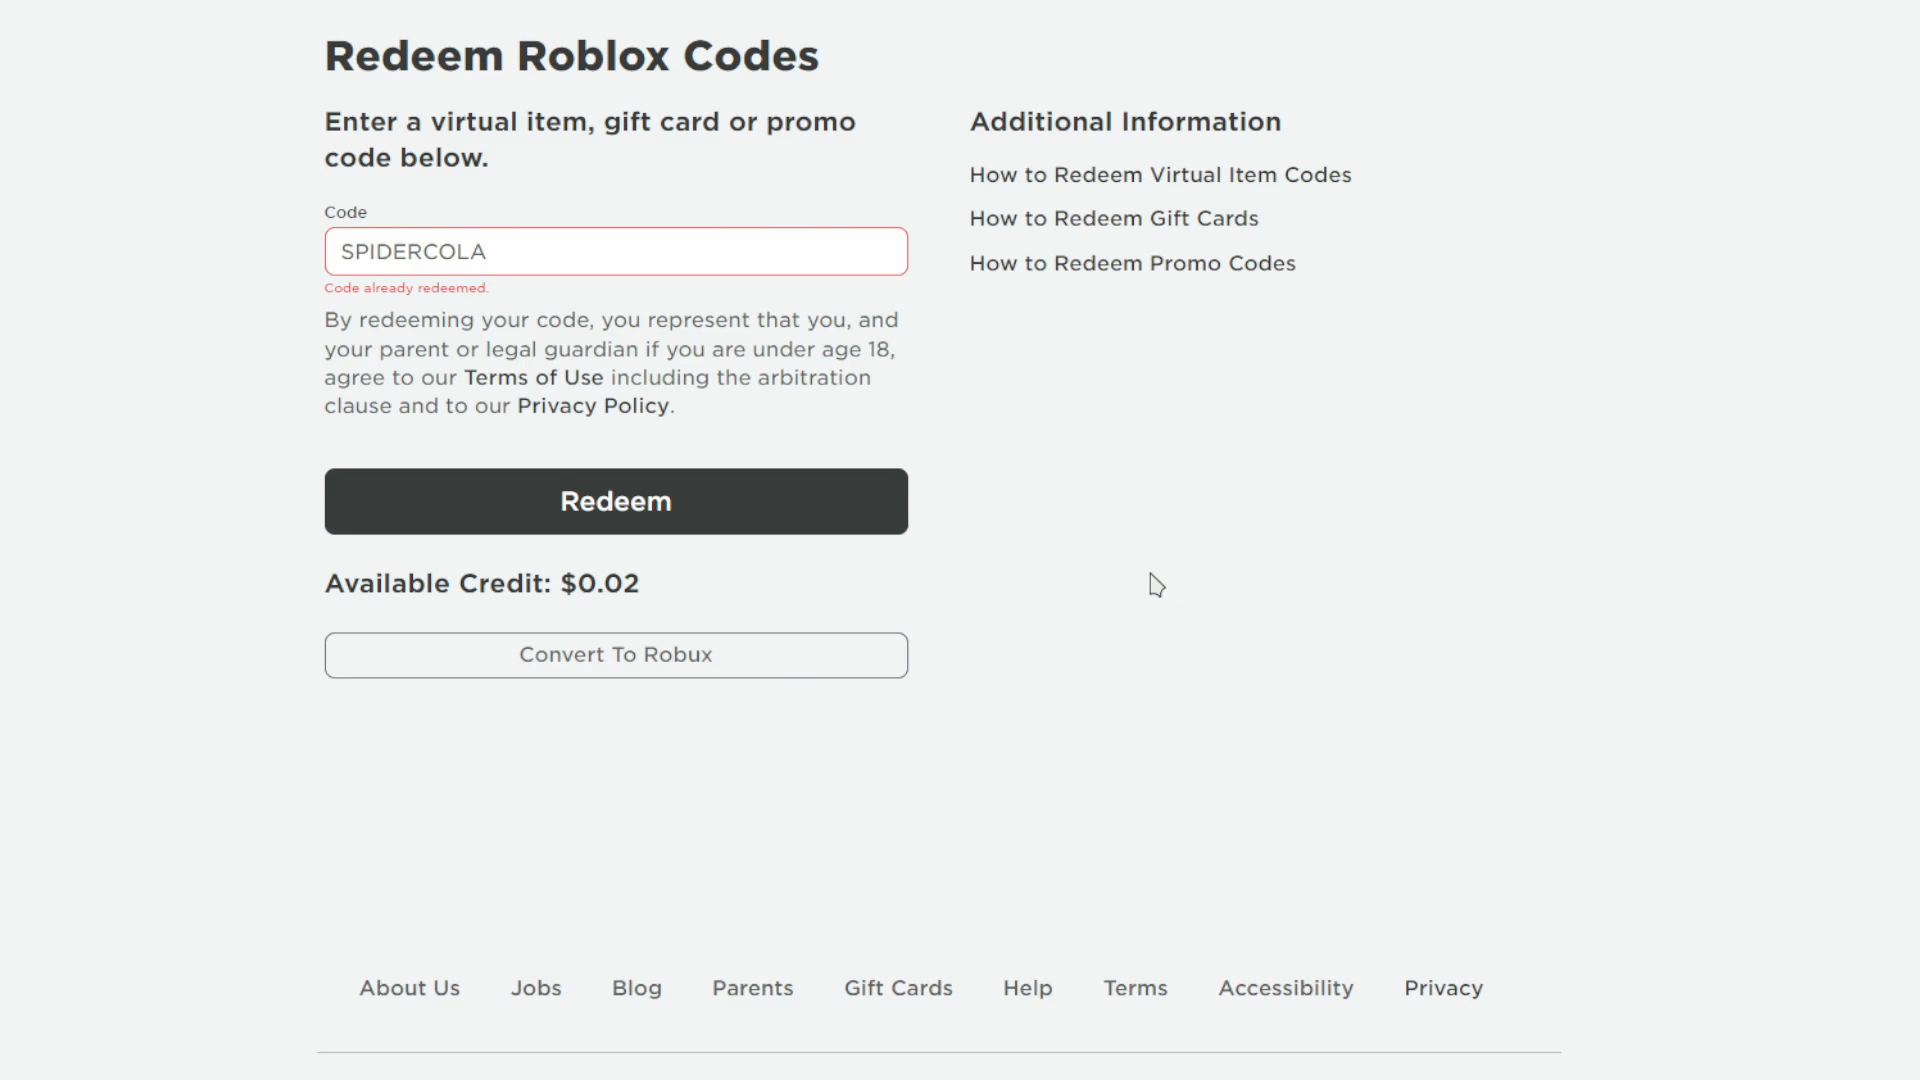 Redeem Roblox Codes
Enter a virtual item, gift card or promo
code below.
Code
SPIDERCOLA
Code already redeemed.
By redeeming your code, you represent that you, and
your parent or legal guardian if you are under age 18,
agree to our Terms of Use including the arbitration
clause and to our Privacy Policy.
Redeem
Available Credit: $0.02
Convert To Robux
Additional Information
How to Redeem Virtual Item Codes
How to Redeem Gift Cards
How to Redeem Promo Codes
About Us Jobs Blog Parents Gift Cards Help Terms Accessibility Privacy